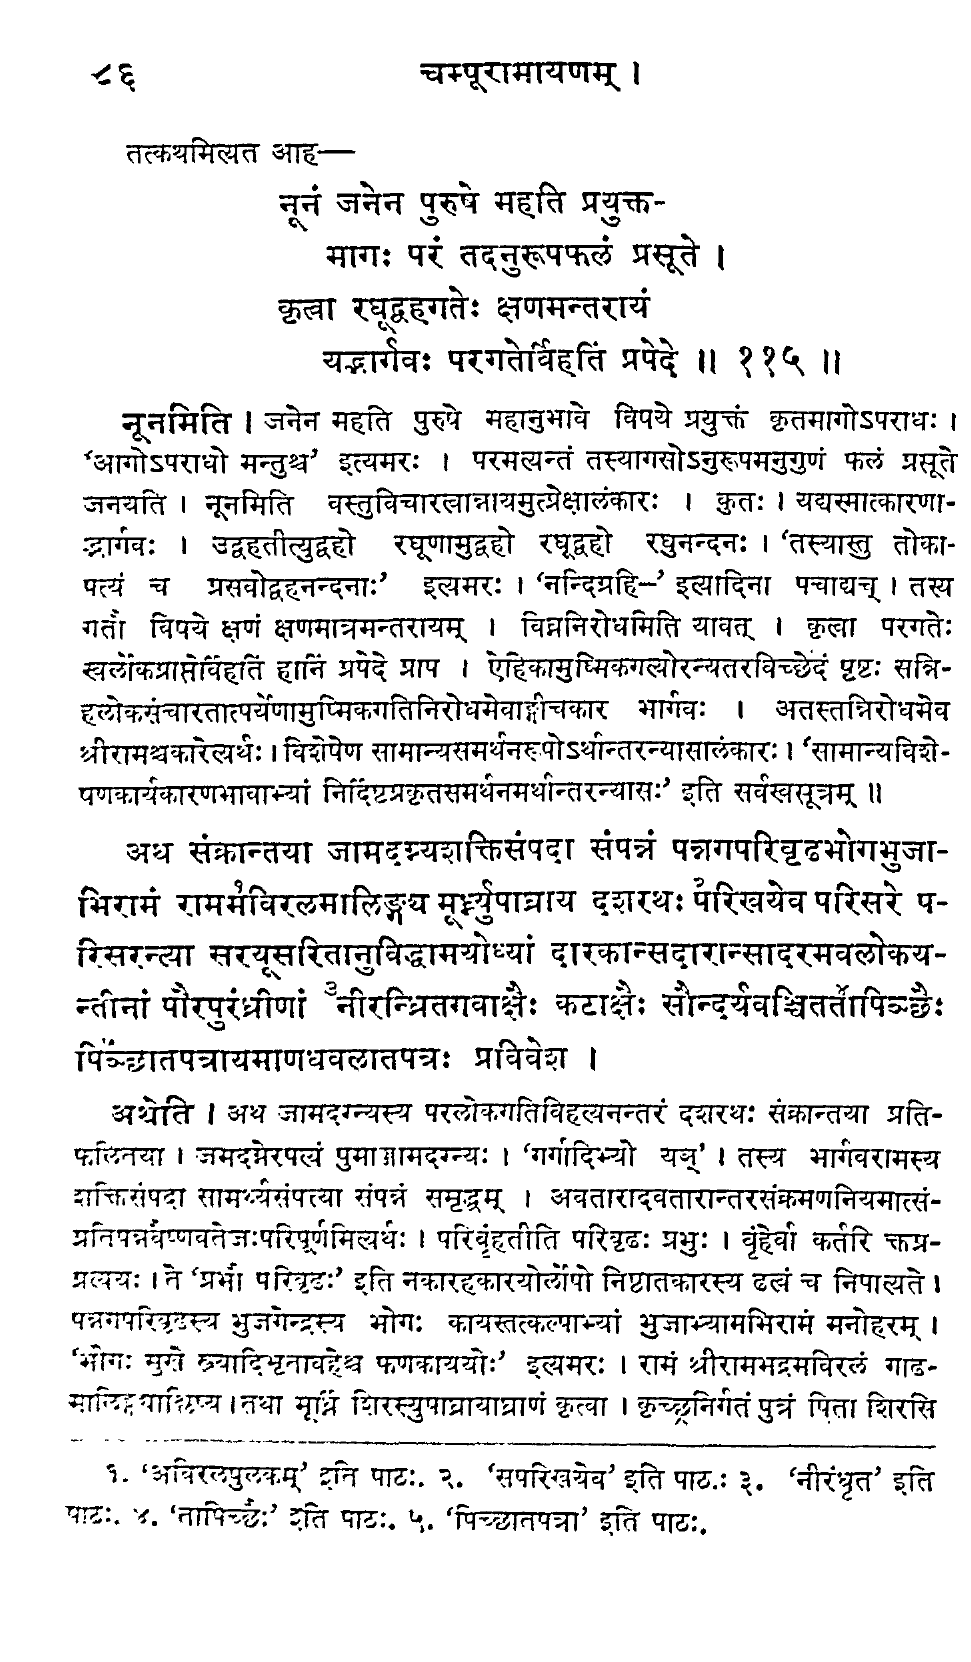 ८६ चम्पूरामायणम् ।
तत्कथमित्यत आह—
नूनं जनेन पुरुषे महति प्रयुक्त-
मागः परं तदनुरूपफलं प्रसूते ।
कृत्वा रघूद्वहगतेः क्षणमन्तरायं
यद्भार्गवः परगतेर्विहतिं प्रपेदे ॥ ११५ ॥
नूनमिति । जनेन महति पुरुषे महानुभावे विषये प्रयुक्तं कृतमागोऽपराधः ।
‘आगोऽपराधो मन्तुश्च’ इत्यमरः । परमत्यन्तं तस्यागसोऽनुरूपमनुगुणं फलं प्रसूते
जनयति । नूनमिति वस्तुविचारत्वान्नायमुत्प्रेक्षालंकारः । कुतः । यद्यस्मात्कारणा-
द्भार्गवः । उद्वहतीत्युद्वहो रघूणामुद्वहो रघूद्वहो रघुनन्दनः । ‘तस्यास्तु तोका-
पत्यं च प्रसवोद्वहनन्दनाः’ इत्यमरः । ‘नन्दिग्रहि–’ इत्यादिना पचाद्यच् । तस्य
गतौ विषये क्षणं क्षणमात्रमन्तरायम् । विघ्ननिरोधमिति यावत् । कृत्वा परगतेः
स्वर्लोकप्राप्तेर्विहतिं हानिं प्रपेदे प्राप । ऐहिकामुष्मिकगत्योरन्यतरविच्छेदं पृष्टः सन्नि-
हलोकसंचारतात्पर्येणामुष्मिकगतिनिरोधमेवाङ्गीचकार भार्गवः । अतस्तन्निरोधमेव
श्रीरामश्चकारेत्यर्थः । विशेषेण सामान्यसमर्थनरूपोऽर्थान्तरन्यासालंकारः । ‘सामान्यविशे-
षणकार्यकारणभावाभ्यां निर्दिष्टप्रकृतसमर्थनमर्थान्तरन्यासः’ इति सर्वस्वसूत्रम् ॥
अथ संक्रान्तया जामदग्न्यशक्तिसंपदा संपन्नं पन्नगपरिवृढभोगभुजा-
भिरामं राममविरलमालिङ्ग्य मूर्ध्न्युपाघ्राय दशरथः परिखयेव परिसरे प-
रिसरन्त्या सरयूसरितानुविद्धामयोध्यां दारकान्सदारान्सादरमवलोकय-
न्तीनां पौरपुरंध्रीणां ३नीरन्ध्रितगवाक्षैः कटाक्षैः सौन्दर्यवञ्चिततापिञ्छैः
पिञ्छातपत्रायमाणधवलातपत्रः प्रविवेश ।
अथेति । अथ जामदग्न्यस्य परलोकगतिविहत्यनन्तरं दशरथः संक्रान्तया प्रति-
फलितया । जमदग्नेरपत्यं पुमाञ्जामदग्न्यः । ‘गर्गादिभ्यो यञ्’ । तस्य भार्गवरामस्य
शक्तिसंपदा सामर्थ्यसंपत्त्या संपन्नं समृद्धम् । अवतारादवतारान्तरसंक्रमणनियमात्सं-
प्रतिपन्नवैष्णवतेजःपरिपूर्णमित्यर्थः । परिबृंहतीति परिवृढः प्रभुः । बृंहेर्वा कर्तरि क्तप्र-
प्रत्ययः । ते ‘प्रभौ परिवृढः’ इति नकारहकारयोर्लोपो निष्ठातकारस्य ढत्वं च निपात्यते ।
पन्नगपरिवृढस्य भुजगेन्द्रस्य भोगः कायस्तत्कल्पाभ्यां भुजाभ्यामभिरामं मनोहरम् ।
‘भोगः सुखे स्त्र्यादिभृतावहेश्च फणकाययोः’ इत्यमरः । रामं श्रीरामभद्रमविरलं गाढ-
मालिङ्ग्याश्लिष्य । तथा मूर्ध्नि शिरस्युपाघ्रायाघ्राणं कृत्वा । कृच्छ्रनिर्गतं पुत्रं पिता शिरसि
१. ‘अविरलपुलकम्’ इति पाठः. २. ‘सपरिखयेव’ इति पाठ.: ३. ‘नीरंधृत’ इति
पाठः. ४. ‘तापिच्छैः’ इति पाठः. ५. ‘पिच्छातपत्रा’ इति पाठः.